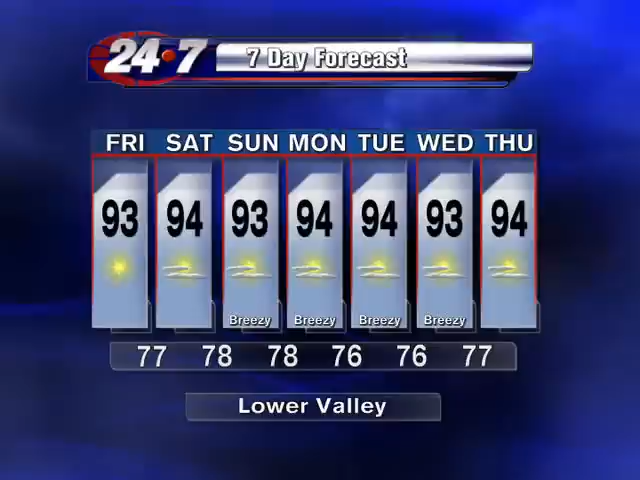 24·7 7 Day Forecast
FRI SAT SUN MON TUE WED THU
93 94 93 94 94 93 94
Breezy Breezy Breezy Breezy
77 78 78 76 76 77
Lower Valley